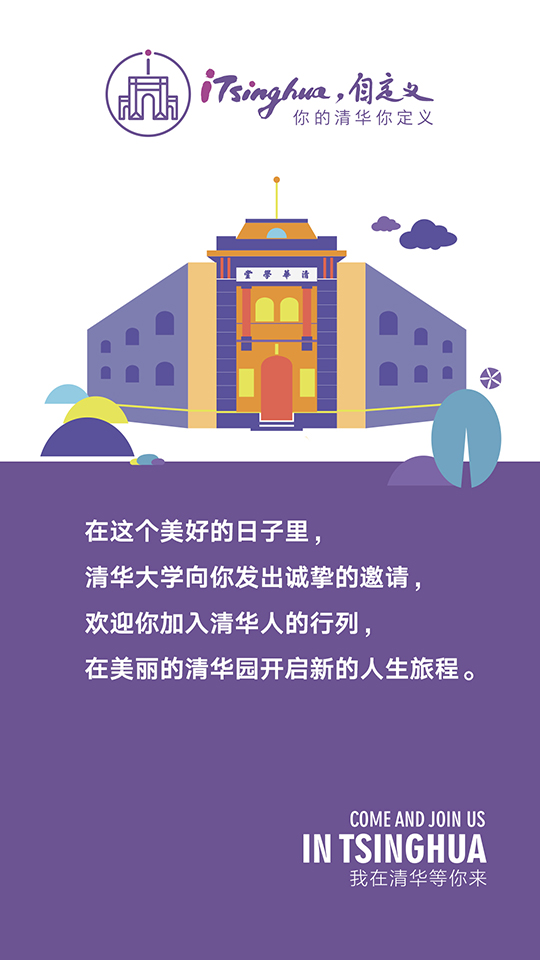 iTsinghua，自定义
你的清华你定义
堂學華清
在这个美好的日子里，
清华大学向你发出诚挚的邀请，
欢迎你加入清华人的行列，
在美丽的清华园开启新的人生旅程。
COME AND JOIN US
IN TSINGHUA
我在清华等你来